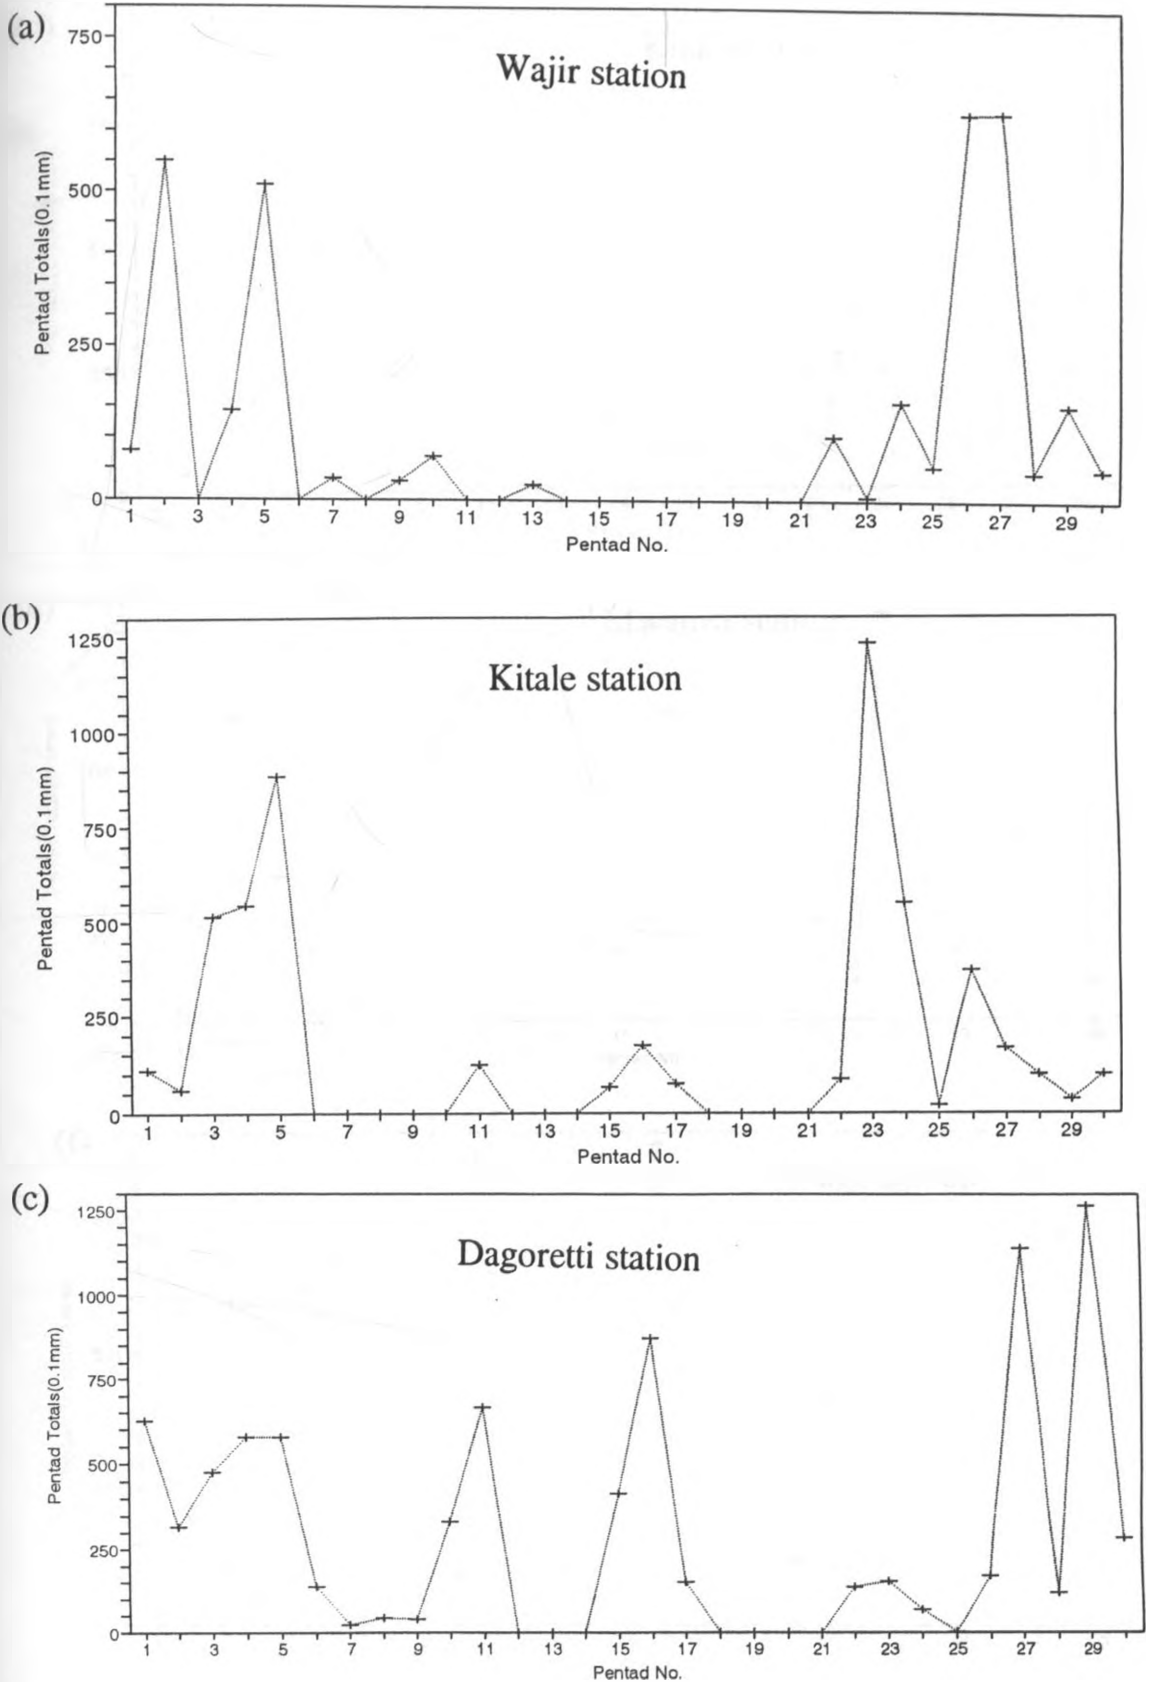 (a)
Wajir station
Pentad Totals(0.1mm)
750
500
250
0
1 3 5 7 9 11 13 15 17 19 21 23 25 27 29
Pentad No.
(b)
Kitale station
Pentad Totals(0.1mm)
1250
1000
750
500
250
0
1 3 5 7 9 11 13 15 17 19 21 23 25 27 29
Pentad No.
(c)
Dagoretti station
Pentad Totals(0.1mm)
1250
1000
750
500
250
0
1 3 5 7 9 11 13 15 17 19 21 23 25 27 29
Pentad No.